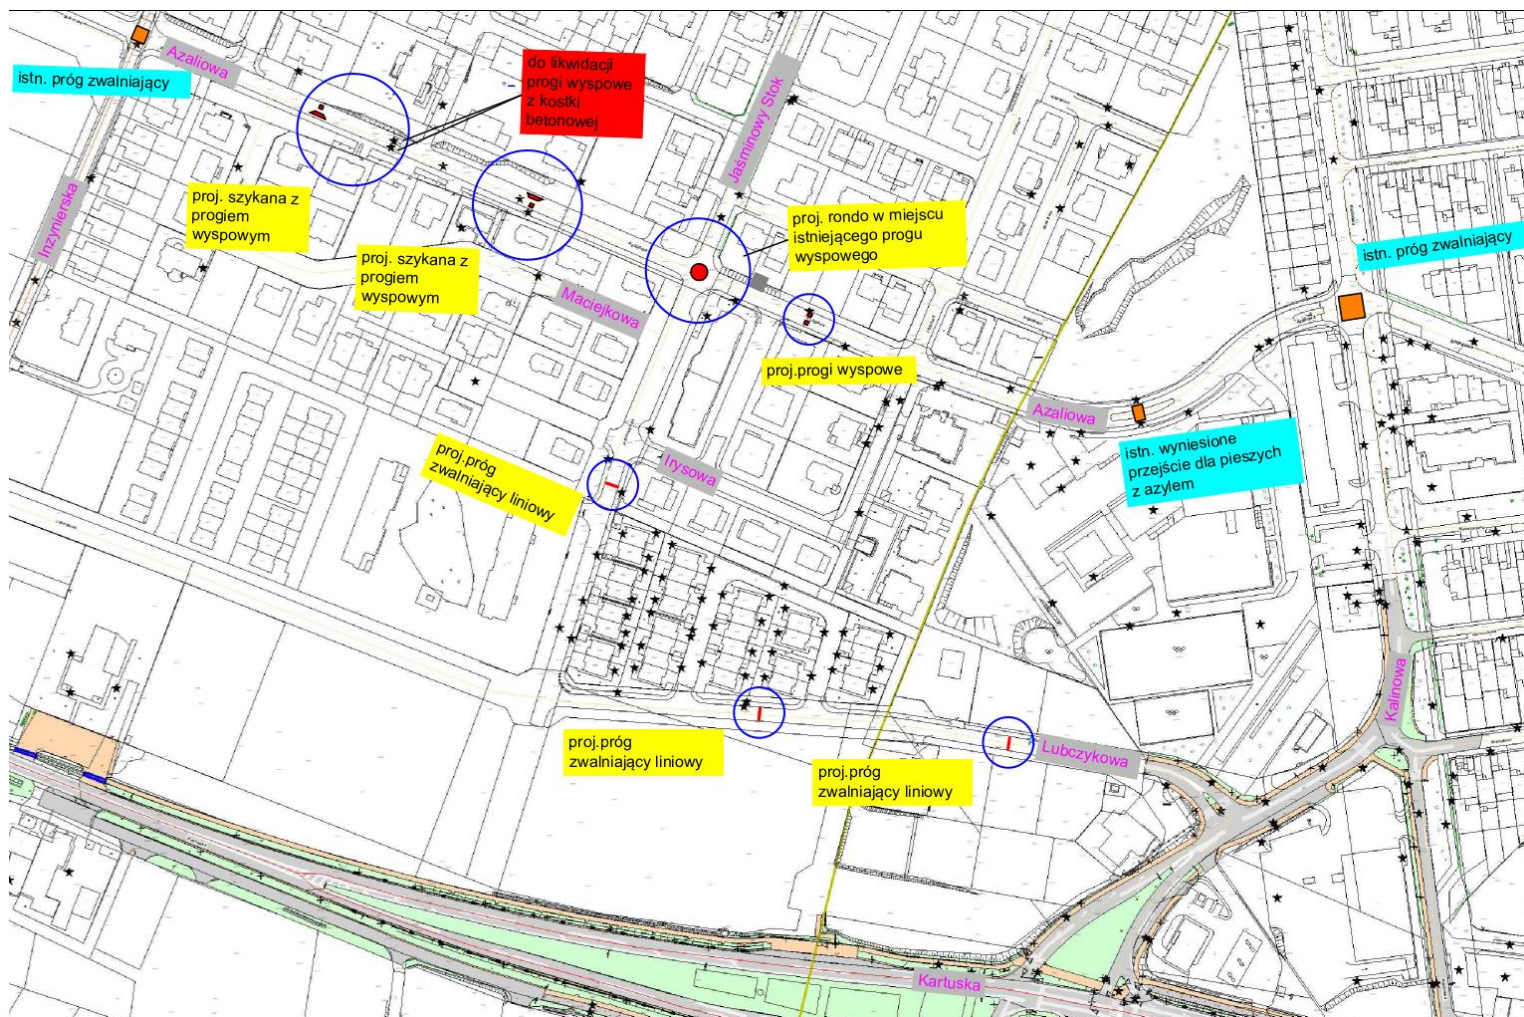 Azaliowa
istn. próg zwalniający
do likwidacji
progi wyspowe
z kostki
betonowej
Jaśminowy Stok
Inżynierska
proj. szykana z
progiem
wyspowym
proj. szykana z
progiem
wyspowym
proj. rondo w miejscu
istniejącego progu
wyspowego
istn. próg zwalniający
Maciejkowa
proj.progi wyspowe
Azaliowa
istn. wyniesione
przejście dla pieszych
z azylem
proj.próg
zwalniający liniowy
Irysowa
Kalinowa
proj.próg
zwalniający liniowy
Lubczykowa
proj.próg
zwalniający liniowy
Kartuska